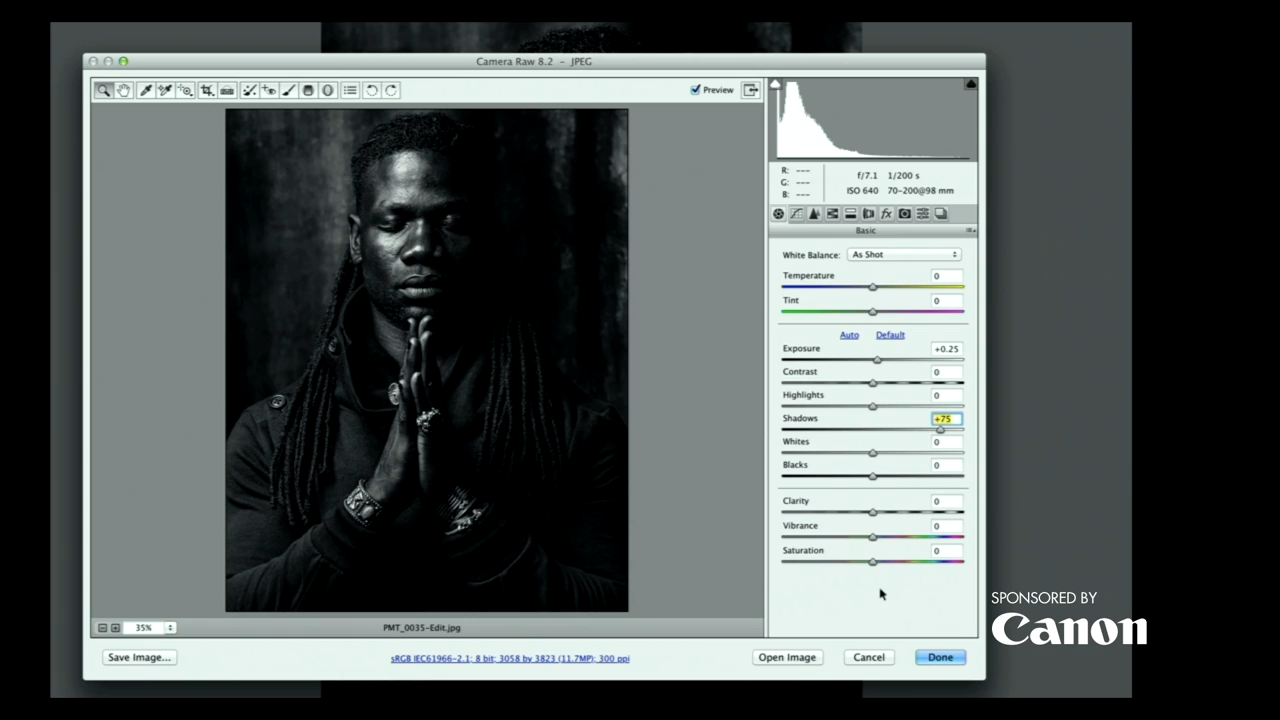 Camera Raw 8.2 - JPEG
Preview
R: ---
G: ---
B: ---
f/7.1 1/200 s
ISO 640 70-200@98 mm
fx
Basic
White Balance: As Shot
Temperature 0
Tint 0
Auto Default
Exposure +0.25
Contrast 0
Highlights 0
Shadows +75
Whites 0
Blacks 0
Clarity 0
Vibrance 0
Saturation 0
SPONSORED BY
Canon
35%
PMT_0035-Edit.jpg
Save Image...
sRGB IEC61966-2.1; 8 bit; 3058 by 3823 (11.7MP); 300 ppi
Open Image
Cancel
Done